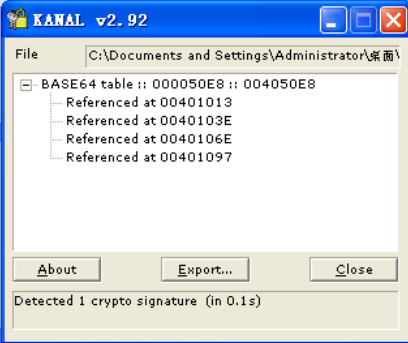 KANAL v2.92
File C:\Documents and Settings\Administrator\桌面\
BASE64 table :: 000050E8 :: 004050E8
Referenced at 00401013
Referenced at 0040103E
Referenced at 0040106E
Referenced at 00401097
About Export... Close
Detected 1 crypto signature (in 0.1s)